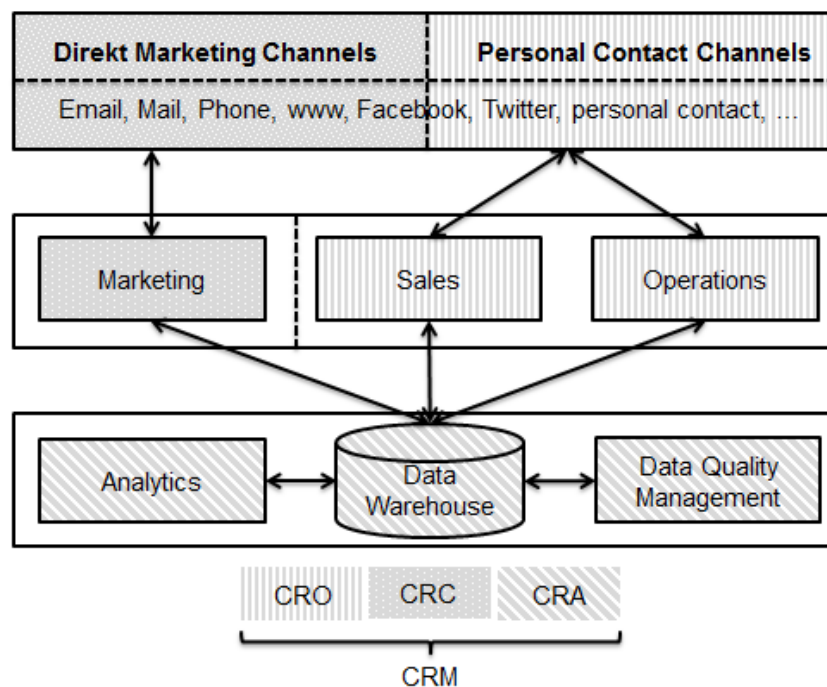 Direkt Marketing Channels Personal Contact Channels
Email, Mail, Phone, www, Facebook, Twitter, personal contact, ...
Marketing Sales Operations
Analytics
Data
Warehouse
Data Quality
Management
CRO CRC CRA
CRM